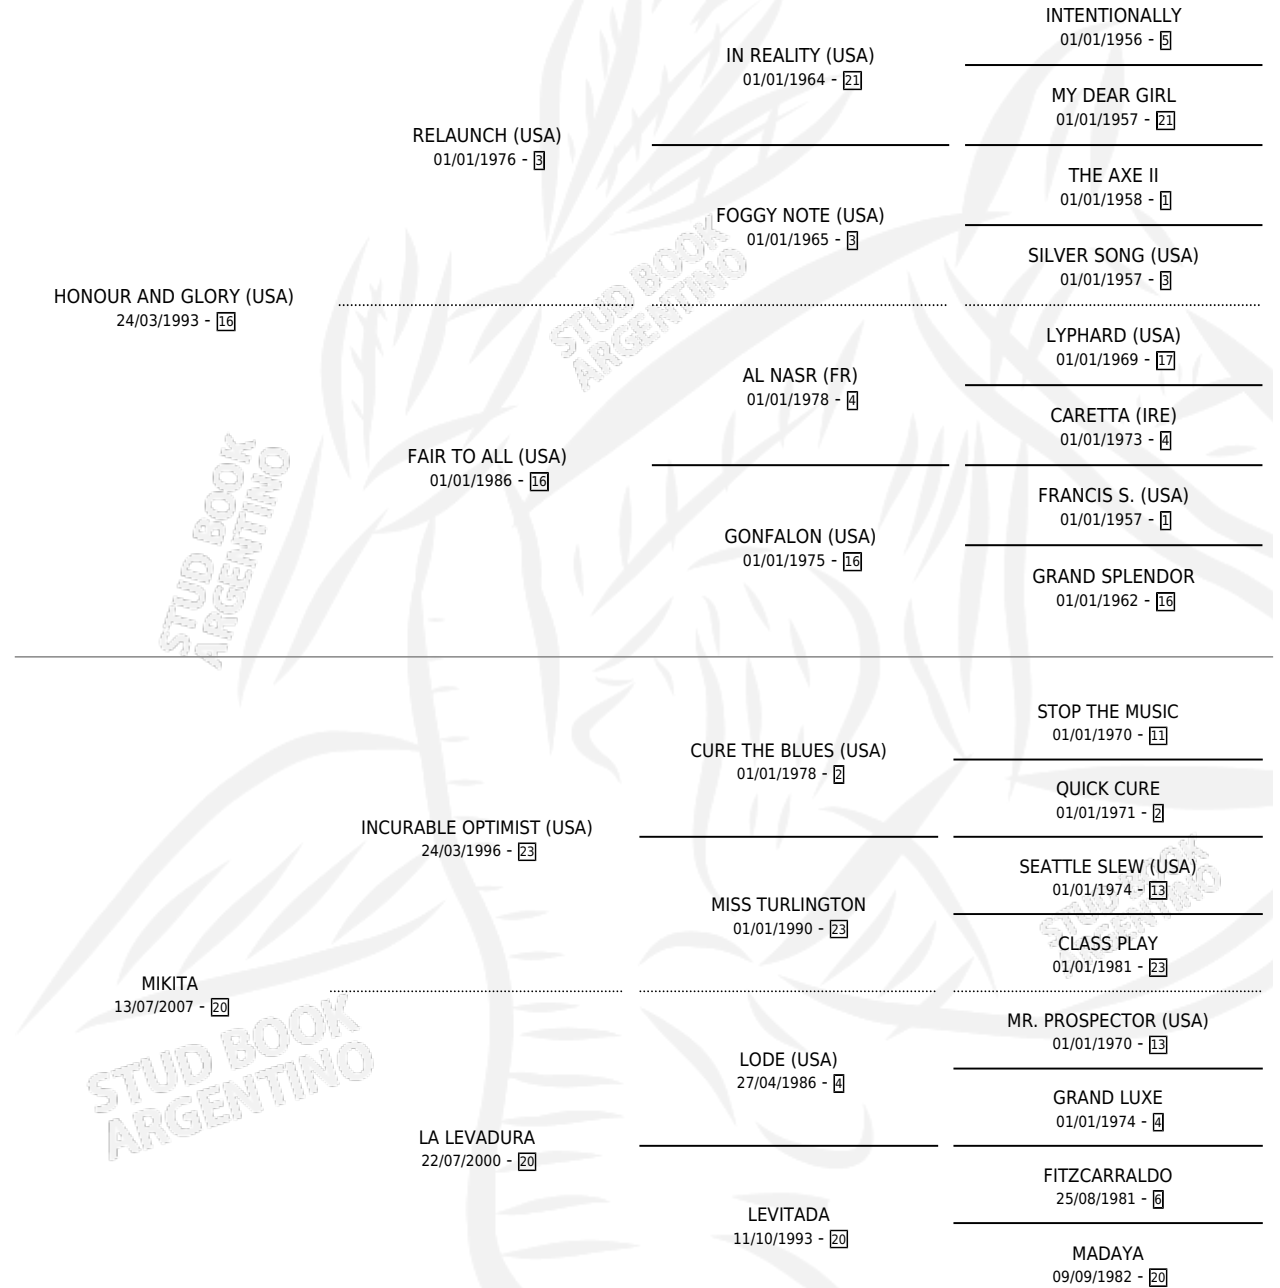 INTENTIONALLY
01/01/1956 - 5
IN REALITY (USA)
01/01/1964 - 21
MY DEAR GIRL
01/01/1957 - 21
RELAUNCH (USA)
01/01/1976 - 3
THE AXE II
01/01/1958 - 1
FOGGY NOTE (USA)
01/01/1965 - 3
SILVER SONG (USA)
01/01/1957 - 3
HONOUR AND GLORY (USA)
24/03/1993 - 16
LYPHARD (USA)
01/01/1969 - 17
AL NASR (FR)
01/01/1978 - 4
CARETTA (IRE)
01/01/1973 - 4
FAIR TO ALL (USA)
01/01/1986 - 16
FRANCIS S. (USA)
01/01/1957 - 1
GONFALON (USA)
01/01/1975 - 16
GRAND SPLENDOR
01/01/1962 - 16
STUD BOOK
ARGENTINO
STUD BOOK
ARGENTINO
STOP THE MUSIC
01/01/1970 - 11
CURE THE BLUES (USA)
01/01/1978 - 2
QUICK CURE
01/01/1971 - 2
INCURABLE OPTIMIST (USA)
24/03/1996 - 23
SEATTLE SLEW (USA)
01/01/1974 - 13
MISS TURLINGTON
01/01/1990 - 23
CLASS PLAY
01/01/1981 - 23
MIKITA
13/07/2007 - 20
MR. PROSPECTOR (USA)
01/01/1970 - 13
LODE (USA)
27/04/1986 - 4
GRAND LUXE
01/01/1974 - 4
LA LEVADURA
22/07/2000 - 20
FITZCARRALDO
25/08/1981 - 6
LEVITADA
11/10/1993 - 20
MADAYA
09/09/1982 - 20
STUD BOOK
ARGENTINO
STUD BOOK
ARGENTINO